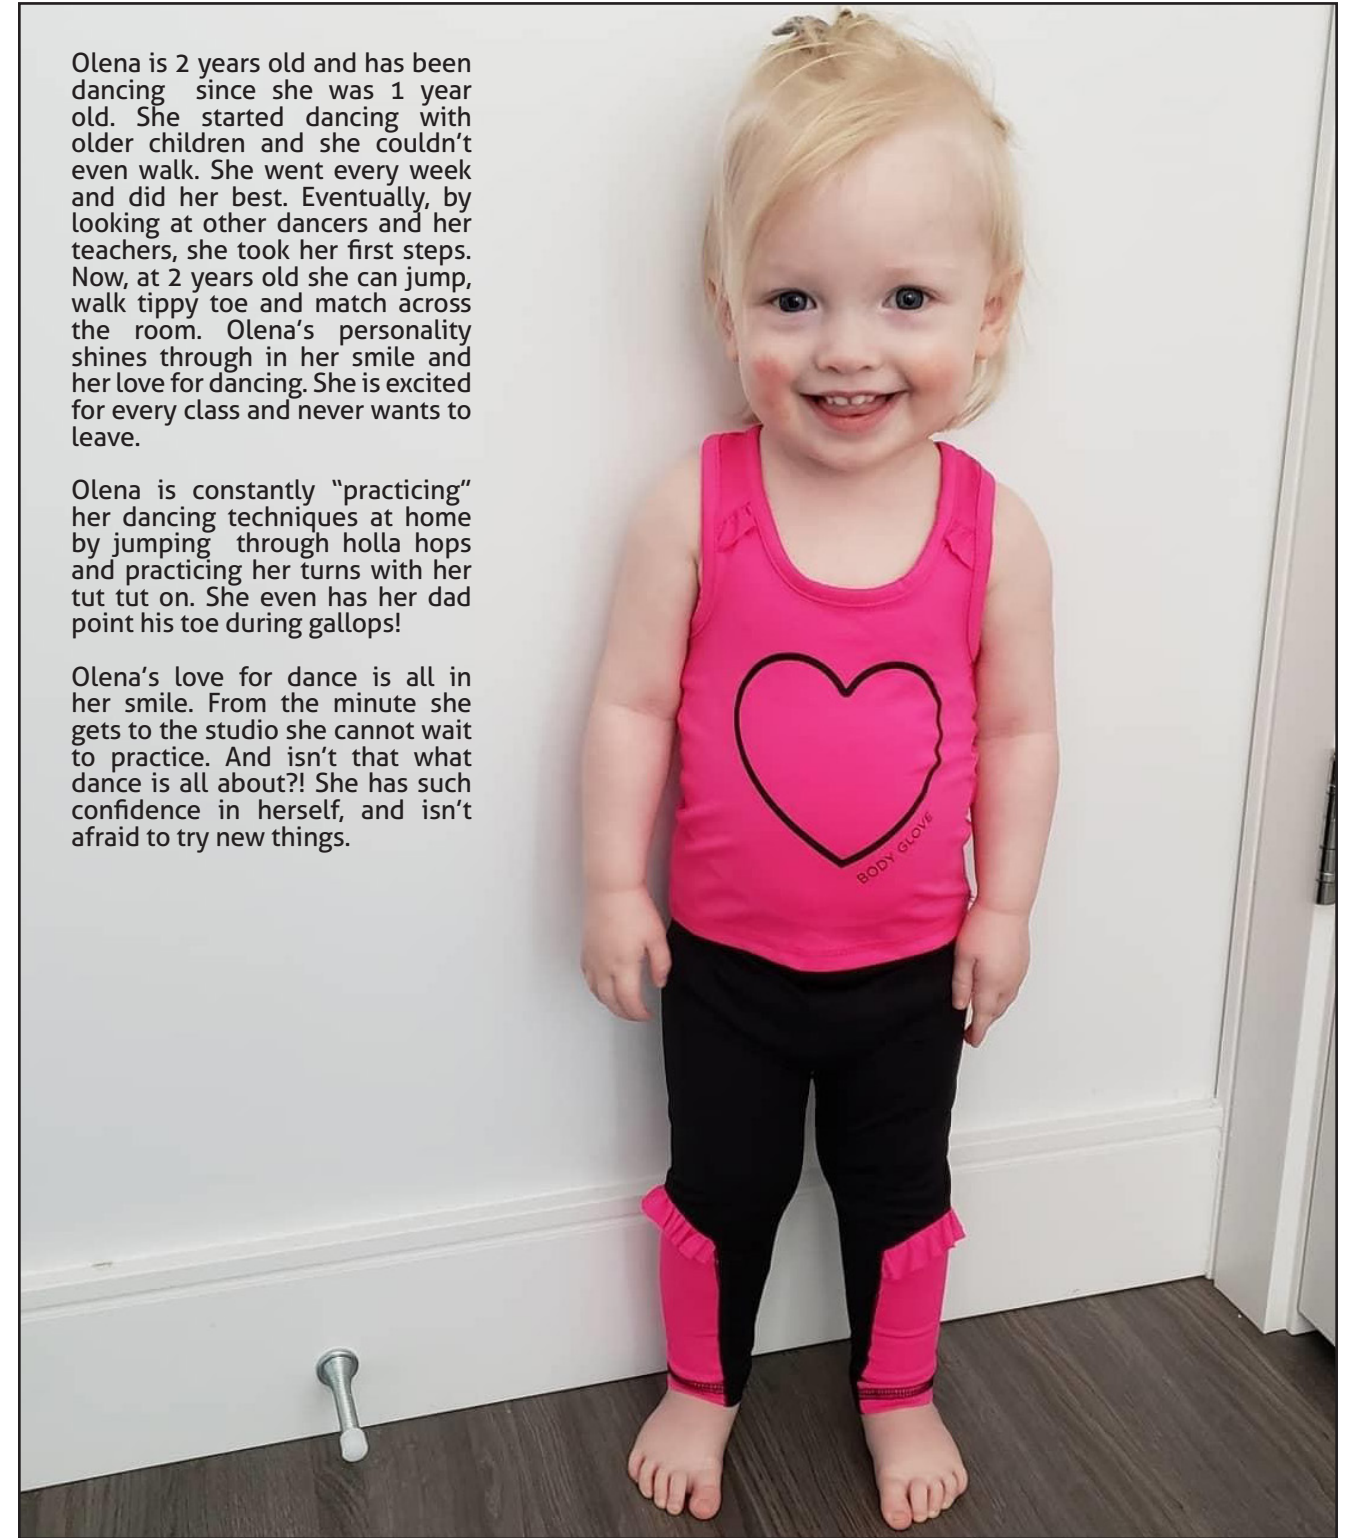 Olena is 2 years old and has been
dancing since she was 1 year
old. She started dancing with
older children and she couldn't
even walk. She went every week
and did her best. Eventually, by
looking at other dancers and her
teachers, she took her first steps.
Now, at 2 years old she can jump,
walk tippy toe and match across
the room. Olena's personality
shines through in her smile and
her love for dancing. She is excited
for every class and never wants to
leave.
Olena is constantly “practicing”
her dancing techniques at home
by jumping through holla hops
and practicing her turns with her
tut tut on. She even has her dad
point his toe during gallops!
Olena's love for dance is all in
her smile. From the minute she
gets to the studio she cannot wait
to practice. And isn't that what
dance is all about?! She has such
confidence in herself, and isn't
afraid to try new things.
BODY GLOVE